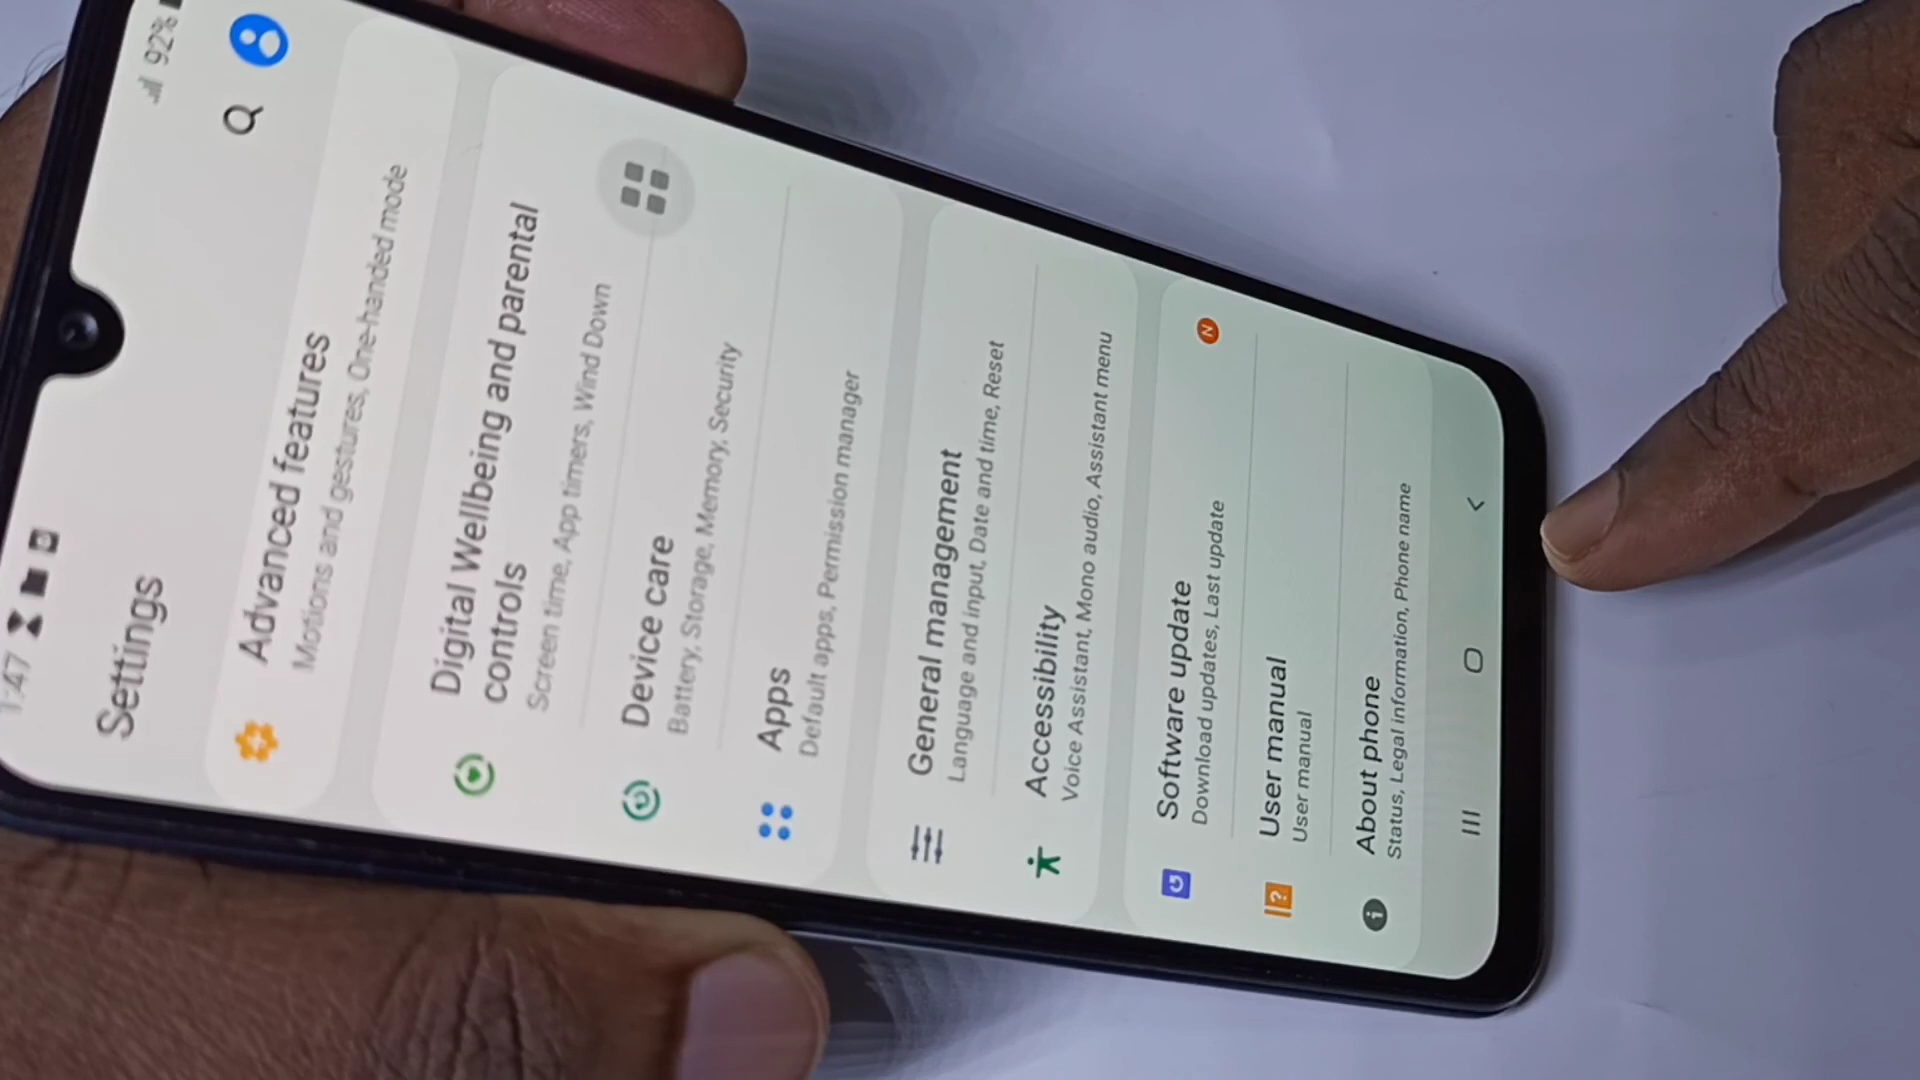 1:47
92%
Settings
Advanced features
Motions and gestures, One-handed mode
Digital Wellbeing and parental
controls
Screen time, App timers, Wind Down
Device care
Battery, Storage, Memory, Security
Apps
Default apps, Permission manager
General management
Language and input, Date and time, Reset
Accessibility
Voice Assistant, Mono audio, Assistant menu
Software update
N
Download updates, Last update
User manual
User manual
About phone
Status, Legal information, Phone name